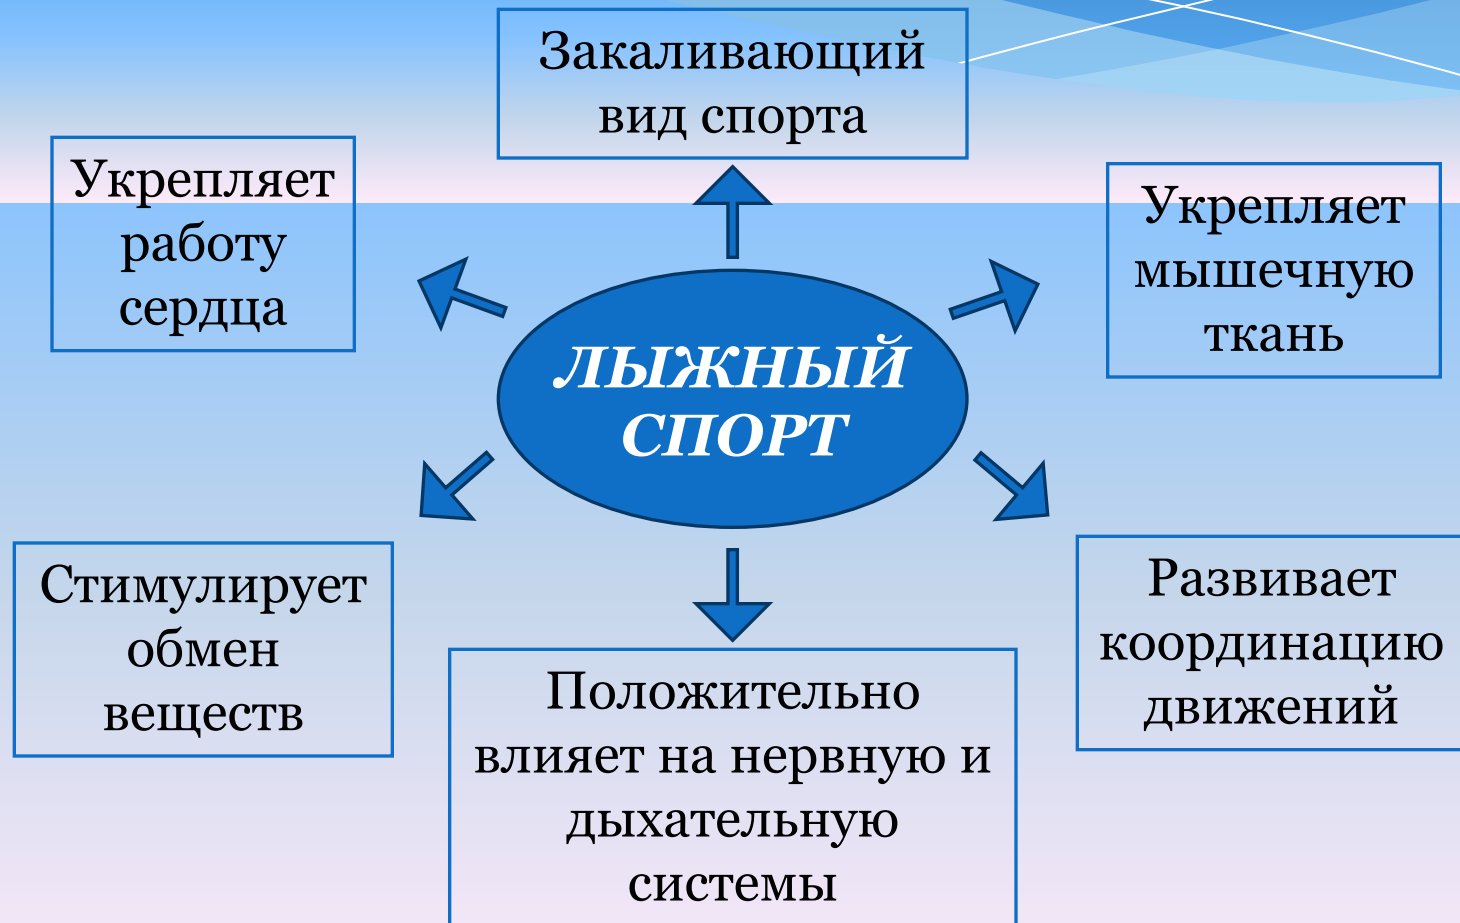 Закаливающий
вид спорта
Укрепляет
работу
сердца
Укрепляет
мышечную
ткань
ЛЫЖНЫЙ
СПОРТ
Стимулирует
обмен
веществ
Развивает
координацию
движений
Положительно
влияет на нервную и
дыхательную
системы